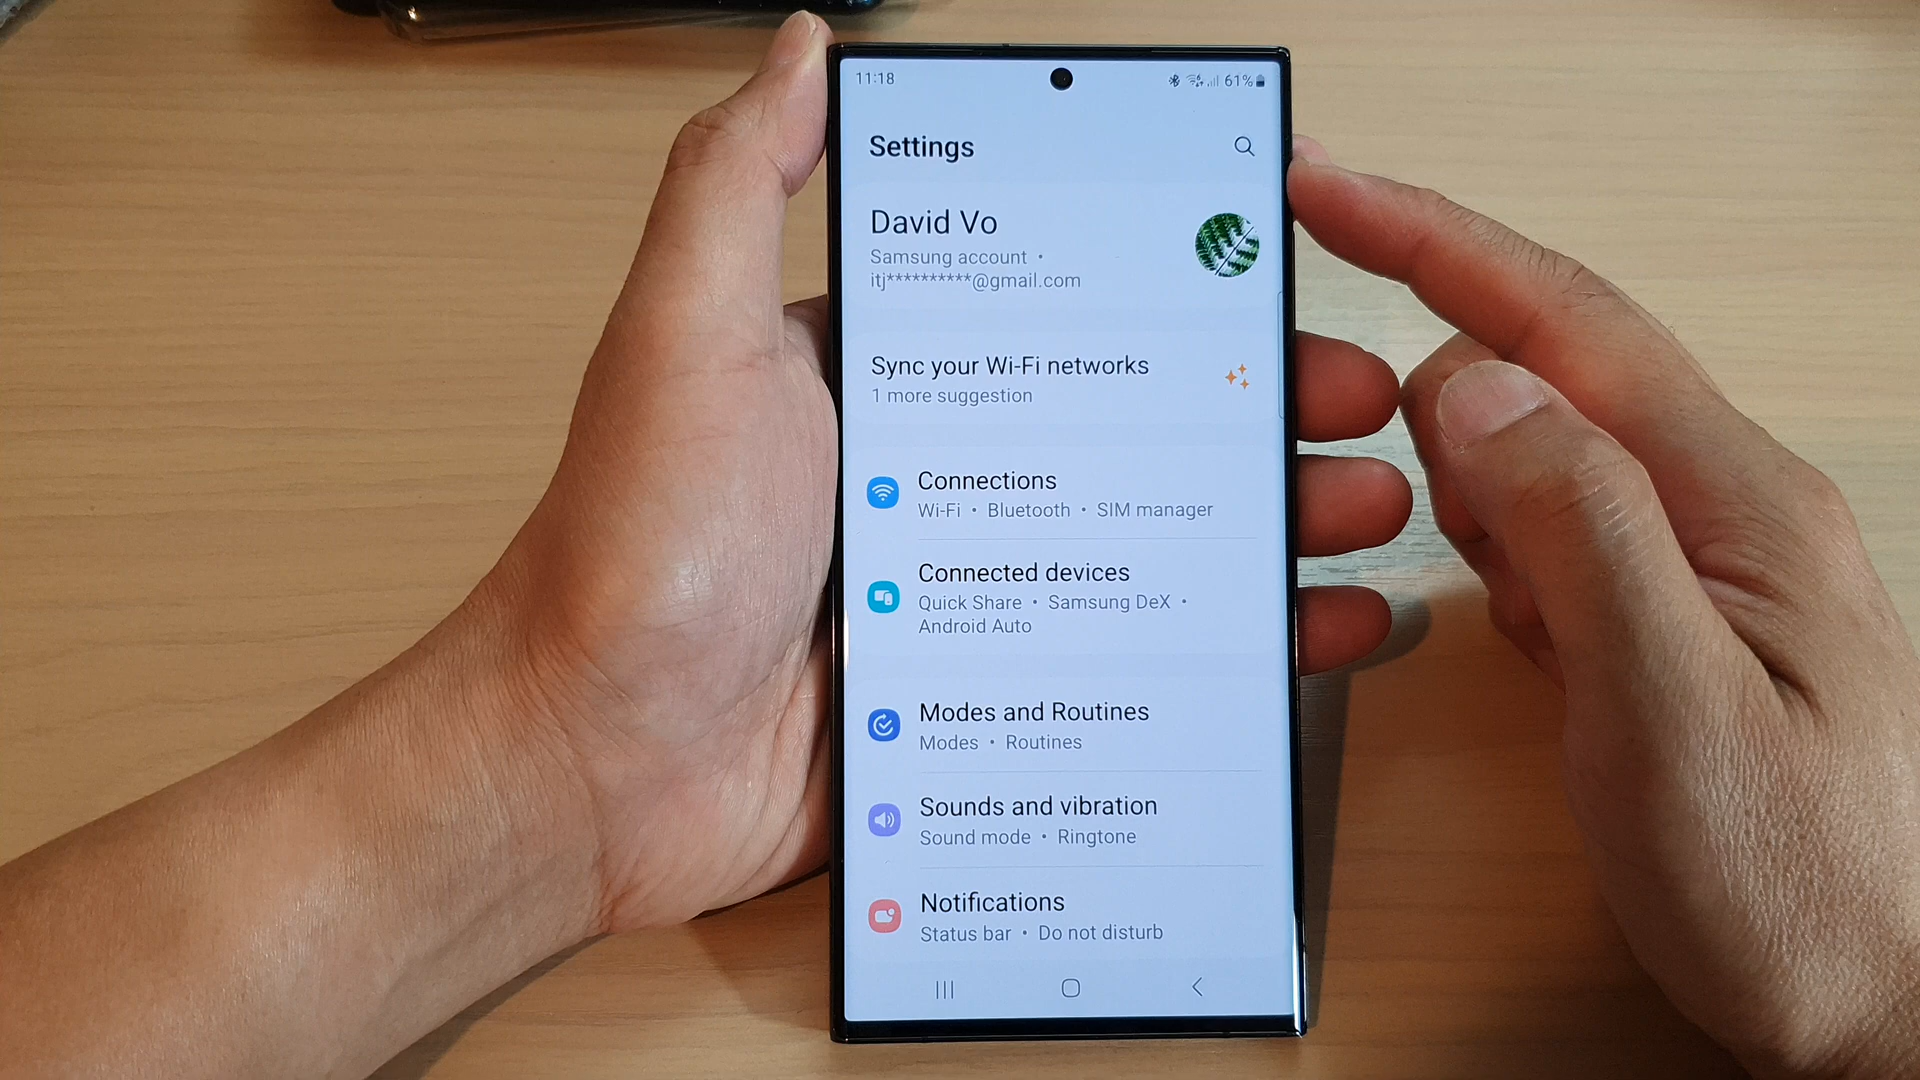 11:18
61%
Settings
David Vo
Samsung account •
itj**********@gmail.com
Sync your Wi-Fi networks
1 more suggestion
Connections
Wi-Fi • Bluetooth • SIM manager
Connected devices
Quick Share • Samsung DeX •
Android Auto
Modes and Routines
Modes • Routines
Sounds and vibration
Sound mode • Ringtone
Notifications
Status bar • Do not disturb